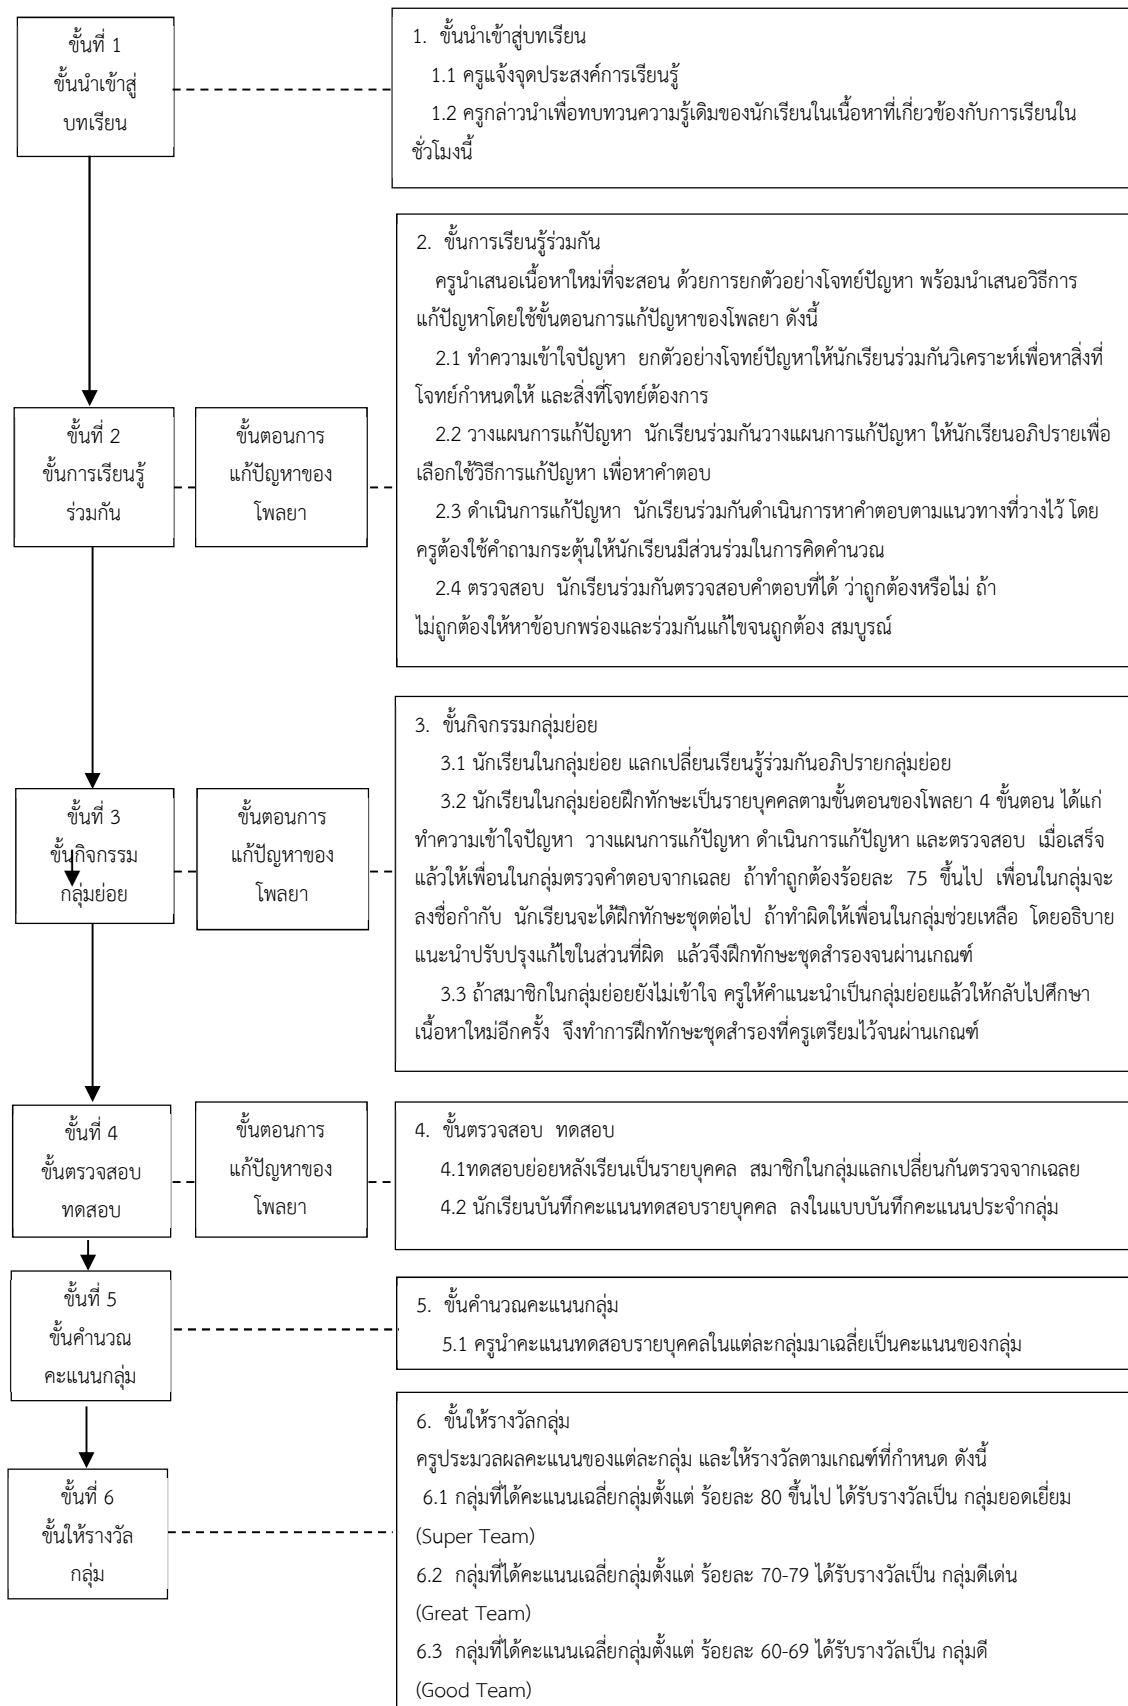 ขั้นที่ 1
ขั้นนำเข้าสู่
บทเรียน
1.  ขั้นนำเข้าสู่บทเรียน
1.1 ครูแจ้งจุดประสงค์การเรียนรู้
1.2 ครูกล่าวนำเพื่อทบทวนความรู้เดิมของนักเรียนในเนื้อหาที่เกี่ยวข้องกับการเรียนใน
ชั่วโมงนี้
ขั้นที่ 2
ขั้นการเรียนรู้
ร่วมกัน
ขั้นตอนการ
แก้ปัญหาของ
โพลยา
2.  ขั้นการเรียนรู้ร่วมกัน
ครูนำเสนอเนื้อหาใหม่ที่จะสอน ด้วยการยกตัวอย่างโจทย์ปัญหา พร้อมนำเสนอวิธีการ
แก้ปัญหาโดยใช้ขั้นตอนการแก้ปัญหาของโพลยา ดังนี้
2.1 ทำความเข้าใจปัญหา  ยกตัวอย่างโจทย์ปัญหาให้นักเรียนร่วมกันวิเคราะห์เพื่อหาสิ่งที่
โจทย์กำหนดให้ และสิ่งที่โจทย์ต้องการ
2.2 วางแผนการแก้ปัญหา  นักเรียนร่วมกันวางแผนการแก้ปัญหา ให้นักเรียนอภิปรายเพื่อ
เลือกใช้วิธีการแก้ปัญหา เพื่อหาคำตอบ
2.3 ดำเนินการแก้ปัญหา  นักเรียนร่วมกันดำเนินการหาคำตอบตามแนวทางที่วางไว้ โดย
ครูต้องใช้คำถามกระตุ้นให้นักเรียนมีส่วนร่วมในการคิดคำนวณ
2.4 ตรวจสอบ  นักเรียนร่วมกันตรวจสอบคำตอบที่ได้ ว่าถูกต้องหรือไม่ ถ้า
ไม่ถูกต้องให้หาข้อบกพร่องและร่วมกันแก้ไขจนถูกต้อง สมบูรณ์
ขั้นที่ 3
ขั้นกิจกรรม
กลุ่มย่อย
ขั้นตอนการ
แก้ปัญหาของ
โพลยา
3.  ขั้นกิจกรรมกลุ่มย่อย
3.1 นักเรียนในกลุ่มย่อย แลกเปลี่ยนเรียนรู้ร่วมกันอภิปรายกลุ่มย่อย
3.2 นักเรียนในกลุ่มย่อยฝึกทักษะเป็นรายบุคคลตามขั้นตอนของโพลยา 4 ขั้นตอน ได้แก่
ทำความเข้าใจปัญหา  วางแผนการแก้ปัญหา ดำเนินการแก้ปัญหา และตรวจสอบ  เมื่อเสร็จ
แล้วให้เพื่อนในกลุ่มตรวจคำตอบจากเฉลย  ถ้าทำถูกต้องร้อยละ  75  ขึ้นไป  เพื่อนในกลุ่มจะ
ลงชื่อกำกับ  นักเรียนจะได้ฝึกทักษะชุดต่อไป  ถ้าทำผิดให้เพื่อนในกลุ่มช่วยเหลือ  โดยอธิบาย
แนะนำปรับปรุงแก้ไขในส่วนที่ผิด  แล้วจึงฝึกทักษะชุดสำรองจนผ่านเกณฑ์
3.3 ถ้าสมาชิกในกลุ่มย่อยยังไม่เข้าใจ ครูให้คำแนะนำเป็นกลุ่มย่อยแล้วให้กลับไปศึกษา
เนื้อหาใหม่อีกครั้ง  จึงทำการฝึกทักษะชุดสำรองที่ครูเตรียมไว้จนผ่านเกณฑ์
ขั้นที่ 4
ขั้นตรวจสอบ
ทดสอบ
ขั้นตอนการ
แก้ปัญหาของ
โพลยา
4.  ขั้นตรวจสอบ  ทดสอบ
4.1ทดสอบย่อยหลังเรียนเป็นรายบุคคล  สมาชิกในกลุ่มแลกเปลี่ยนกันตรวจจากเฉลย
4.2 นักเรียนบันทึกคะแนนทดสอบรายบุคคล  ลงในแบบบันทึกคะแนนประจำกลุ่ม
ขั้นที่ 5
ขั้นคำนวณ
คะแนนกลุ่ม
5.  ขั้นคำนวณคะแนนกลุ่ม
5.1 ครูนำคะแนนทดสอบรายบุคคลในแต่ละกลุ่มมาเฉลี่ยเป็นคะแนนของกลุ่ม
ขั้นที่ 6
ขั้นให้รางวัล
กลุ่ม
6.  ขั้นให้รางวัลกลุ่ม
ครูประมวลผลคะแนนของแต่ละกลุ่ม และให้รางวัลตามเกณฑ์ที่กำหนด ดังนี้
6.1 กลุ่มที่ได้คะแนนเฉลี่ยกลุ่มตั้งแต่ ร้อยละ 80 ขึ้นไป ได้รับรางวัลเป็น กลุ่มยอดเยี่ยม
(Super Team)
6.2  กลุ่มที่ได้คะแนนเฉลี่ยกลุ่มตั้งแต่ ร้อยละ 70-79 ได้รับรางวัลเป็น กลุ่มดีเด่น
(Great Team)
6.3  กลุ่มที่ได้คะแนนเฉลี่ยกลุ่มตั้งแต่ ร้อยละ 60-69 ได้รับรางวัลเป็น กลุ่มดี
(Good Team)